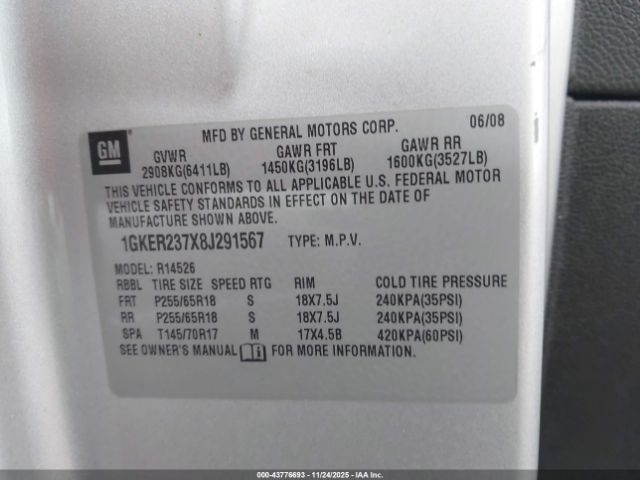 GM
MFD BY GENERAL MOTORS CORP. 06/08
GVWR GAWR FRT GAWR RR
2908KG(6411LB) 1450KG(3196LB) 1600KG(3527LB)
THIS VEHICLE CONFORMS TO ALL APPLICABLE U.S. FEDERAL MOTOR
VEHICLE SAFETY STANDARDS IN EFFECT ON THE DATE OF
MANUFACTURE SHOWN ABOVE.
1GKER237X8J291567 TYPE: M.P.V.
MODEL: R14526
RBBL TIRE SIZE SPEED RTG RIM COLD TIRE PRESSURE
FRT P255/65R18 S 18X7.5J 240KPA(35PSI)
RR P255/65R18 S 18X7.5J 240KPA(35PSI)
SPA T145/70R17 M 17X4.5B 420KPA(60PSI)
SEE OWNER'S MANUAL FOR MORE INFORMATION.
000-43776693 - 11/24/2025 - IAA Inc.